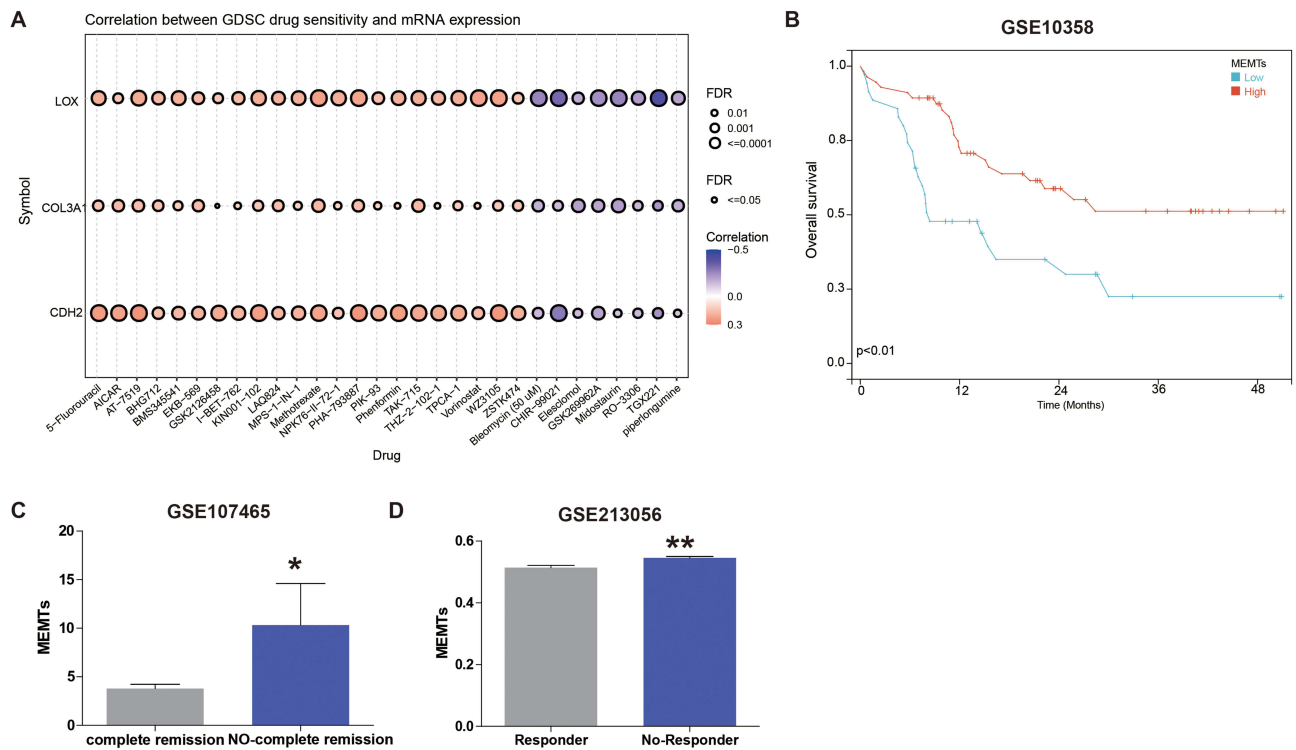 A
Correlation between GDSC drug sensitivity and mRNA expression
Symbol
LOX
COL3A1
CDH2
5−Fluorouracil
AICAR
AT−7519
BHG712
BMS345541
EKB−569
GSK2126458
I−BET−762
KIN001−102
LAQ824
MPS−1−IN−1
Methotrexate
NPK76−II−72−1
PHA−793887
PIK−93
Phenformin
TAK−715
THZ−2−102−1
TPCA−1
Vorinostat
WZ3105
ZSTK474
Bleomycin (50 uM)
CHIR−99021
Elesclomol
GSK269962A
Midostaurin
RO−3306
TGX221
piperlongumine
Drug
FDR
0.01
0.001
<=0.0001
FDR
<=0.05
Correlation
−0.5
0.0
0.3
B
GSE10358
MEMTs
Low
High
Overall survival
1.0
0.8
0.5
0.3
0.0
p<0.01
0
12
24
36
48
Time (Months)
C
GSE107465
MEMTs
20
15
10
5
0
*
complete remission
NO-complete remission
D
GSE213056
MEMTs
0.6
0.4
0.2
0.0
**
Responder
No-Responder